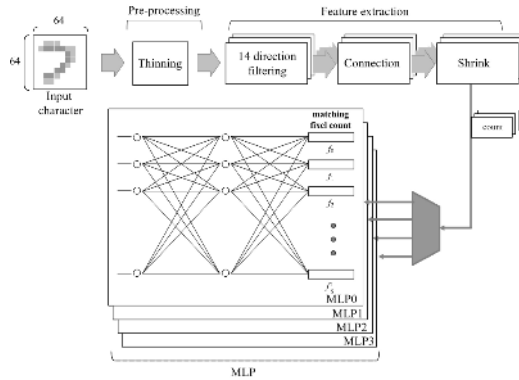 Pre-processing
Feature extraction
64
64
Input
character
Thinning
14 direction
filtering
Connection
Shrink
count
matching
fixel count
MLP0
MLP1
MLP2
MLP3
MLP